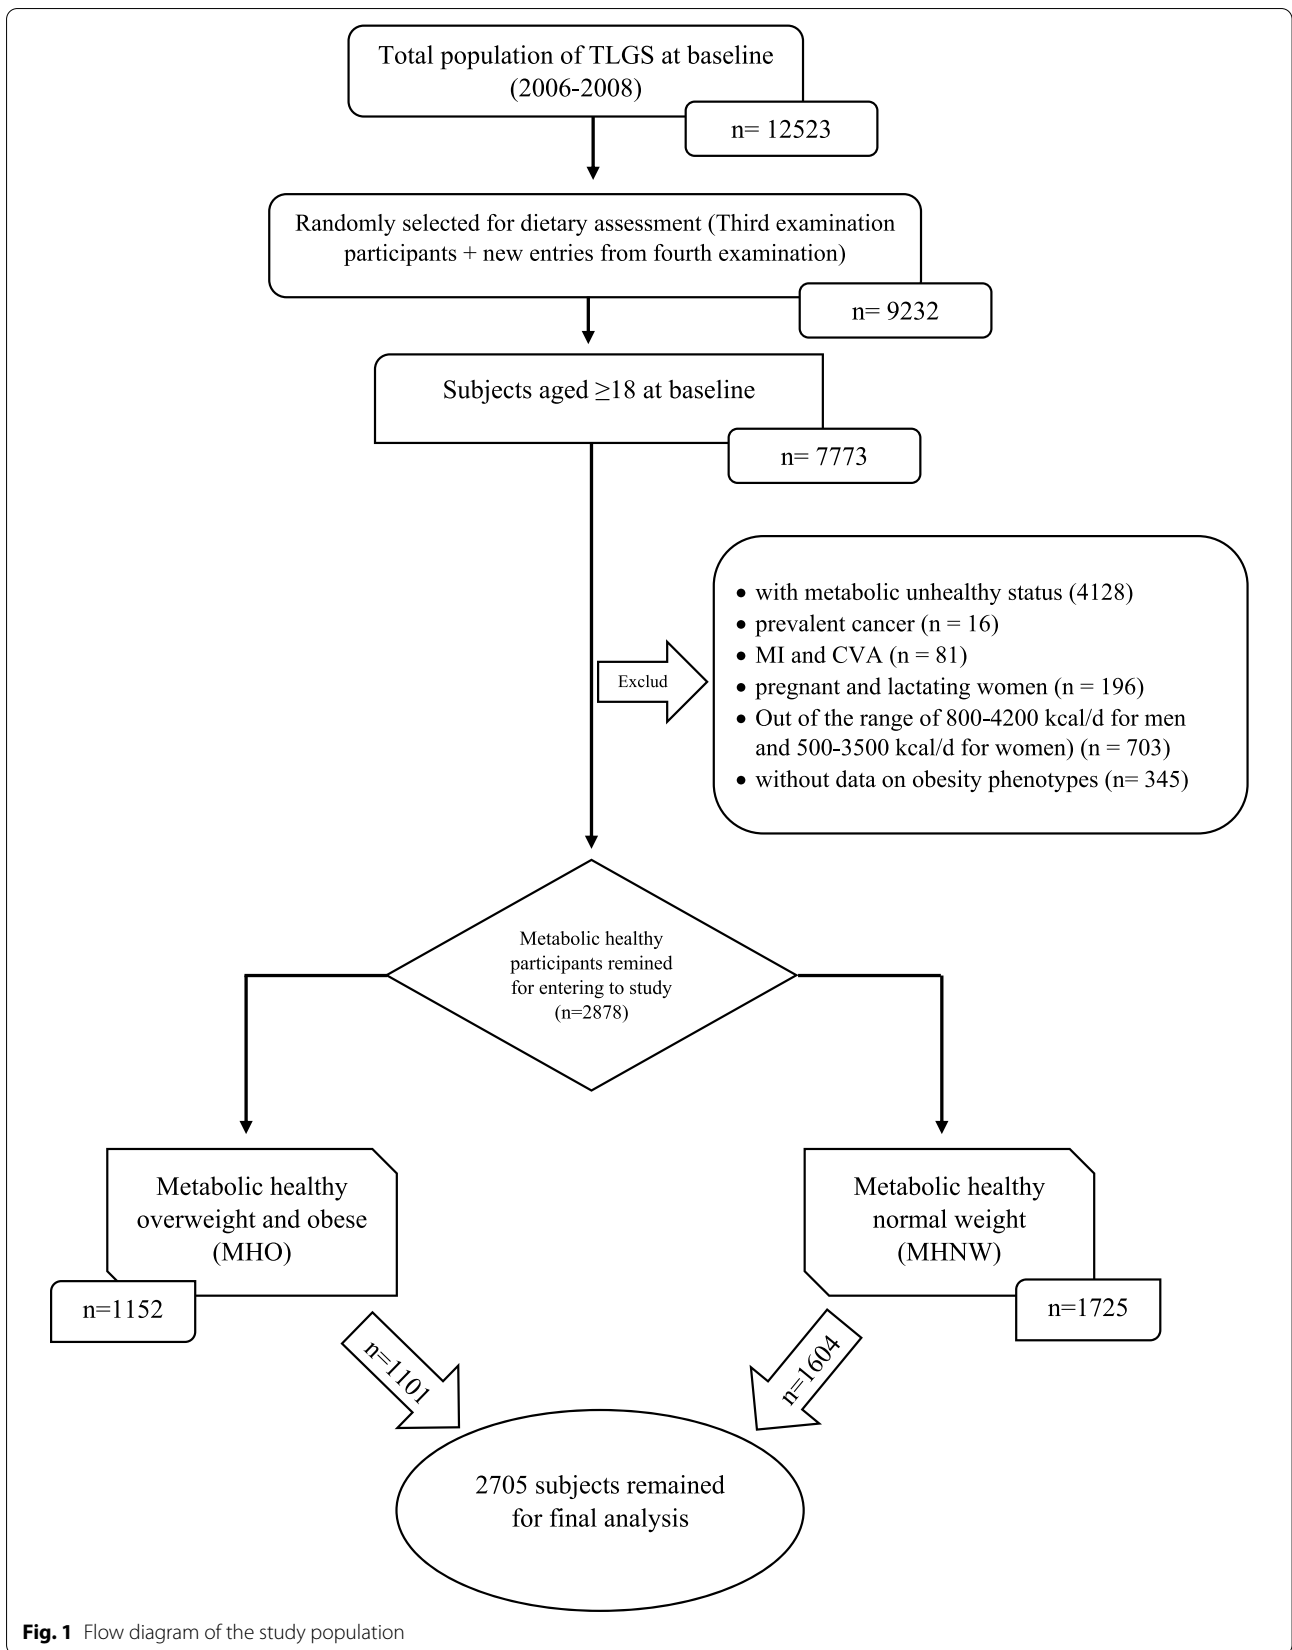 Total population of TLGS at baseline
(2006-2008)
n= 12523
Randomly selected for dietary assessment (Third examination
participants + new entries from fourth examination)
n= 9232
Subjects aged ≥18 at baseline
n= 7773
• with metabolic unhealthy status (4128)
• prevalent cancer (n = 16)
• MI and CVA (n = 81)
• pregnant and lactating women (n = 196)
• Out of the range of 800-4200 kcal/d for men
and 500-3500 kcal/d for women) (n = 703)
• without data on obesity phenotypes (n= 345)
Exclud
Metabolic healthy
participants remined
for entering to study
(n=2878)
Metabolic healthy
overweight and obese
(MHO)
n=1152
Metabolic healthy
normal weight
(MHNW)
n=1725
n=1101
n=1604
2705 subjects remained
for final analysis
Fig. 1 Flow diagram of the study population